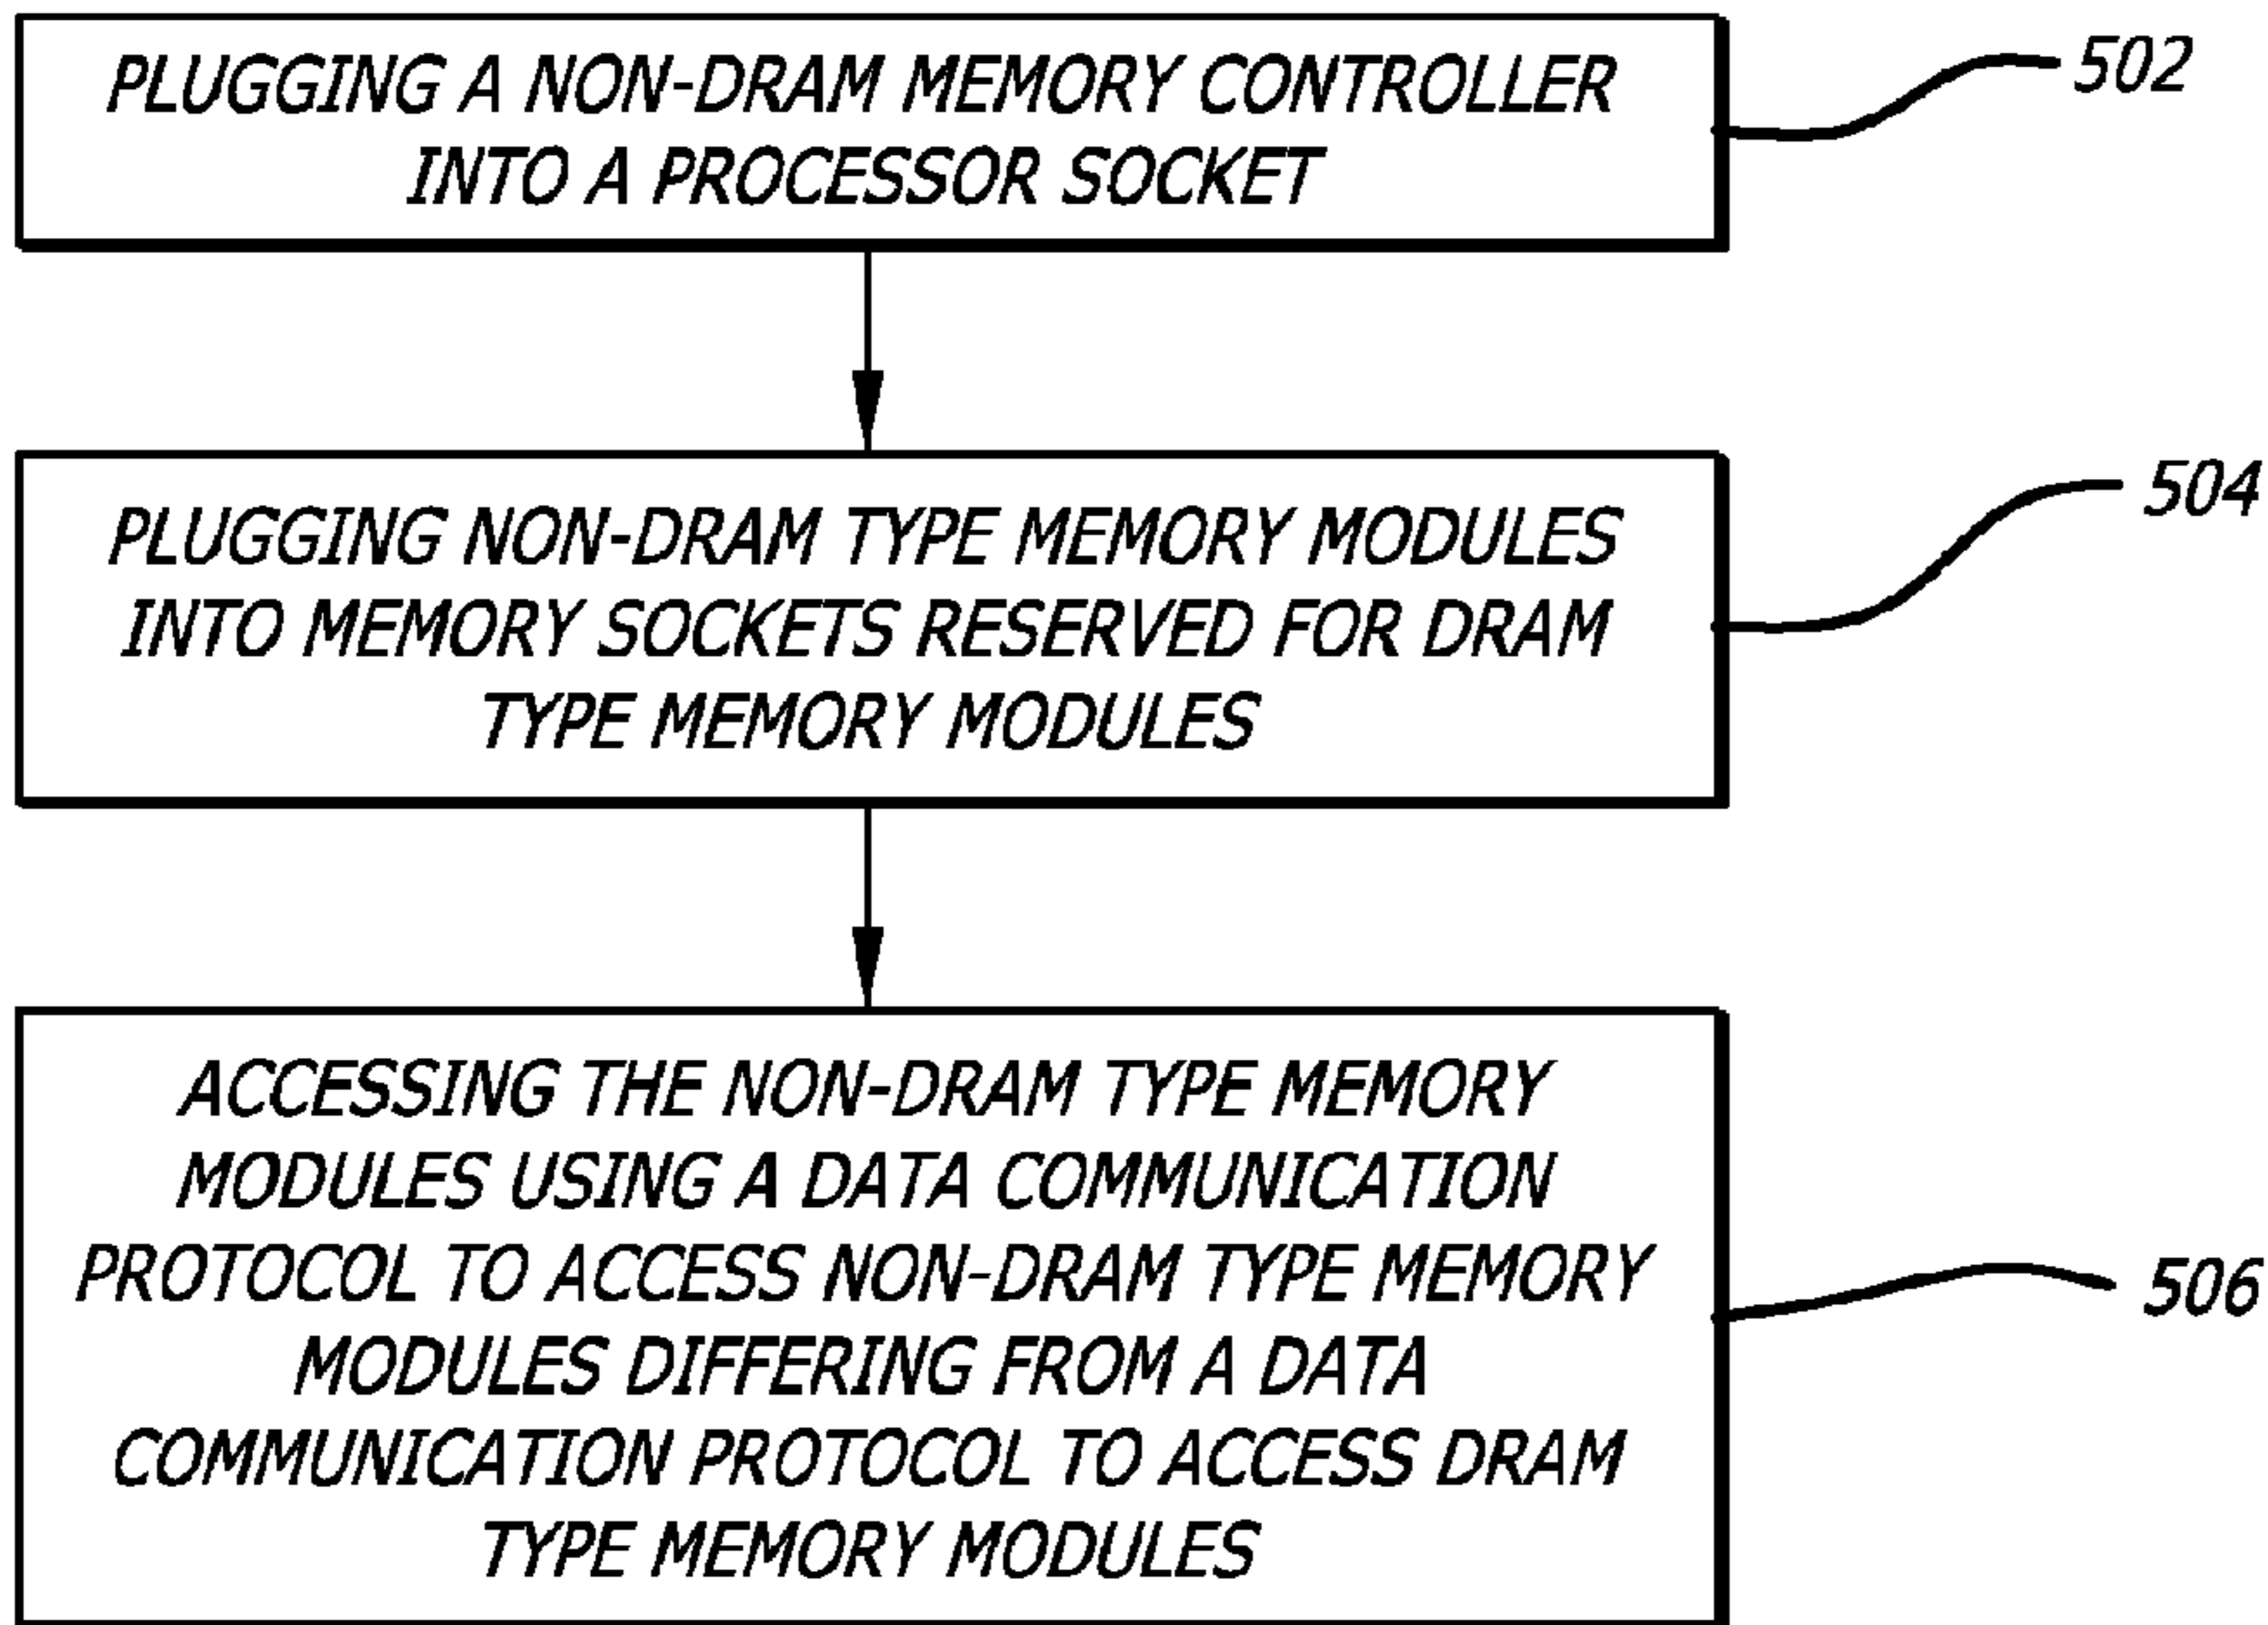 PLUGGING A NON-DRAM MEMORY CONTROLLER
INTO A PROCESSOR SOCKET
502
PLUGGING NON-DRAM TYPE MEMORY MODULES
INTO MEMORY SOCKETS RESERVED FOR DRAM
TYPE MEMORY MODULES
504
ACCESSING THE NON-DRAM TYPE MEMORY
MODULES USING A DATA COMMUNICATION
PROTOCOL TO ACCESS NON-DRAM TYPE MEMORY
MODULES DIFFERING FROM A DATA
COMMUNICATION PROTOCOL TO ACCESS DRAM
TYPE MEMORY MODULES
506